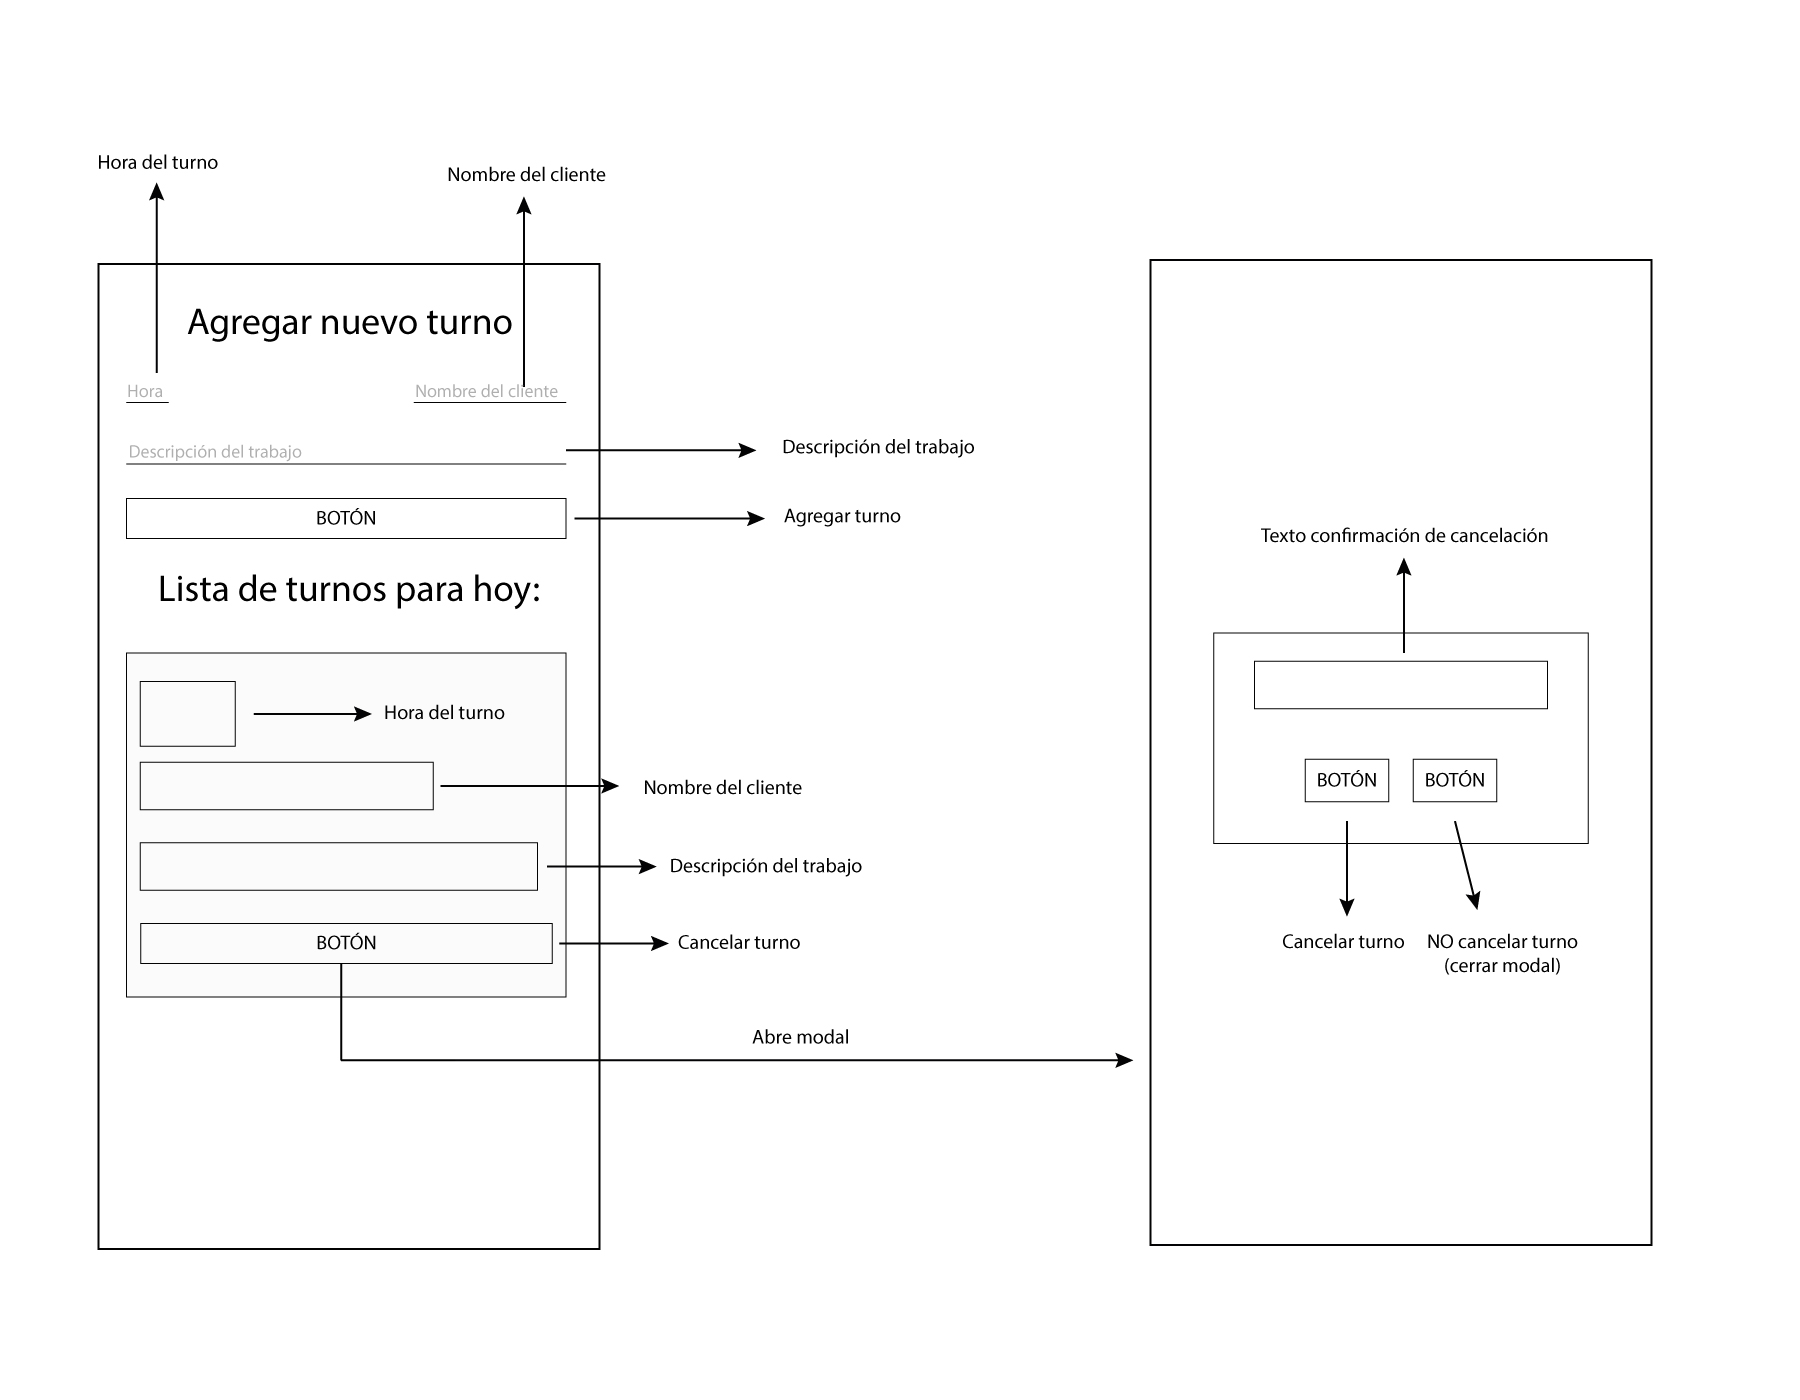 Hora del turno
Nombre del cliente
Agregar nuevo turno
Hora
Nombre del cliente
Descripción del trabajo
Descripción del trabajo
BOTÓN
Agregar turno
Lista de turnos para hoy:
Hora del turno
Nombre del cliente
Descripción del trabajo
BOTÓN
Cancelar turno
Abre modal
Texto confirmación de cancelación
BOTÓN
BOTÓN
Cancelar turno
NO cancelar turno
(cerrar modal)